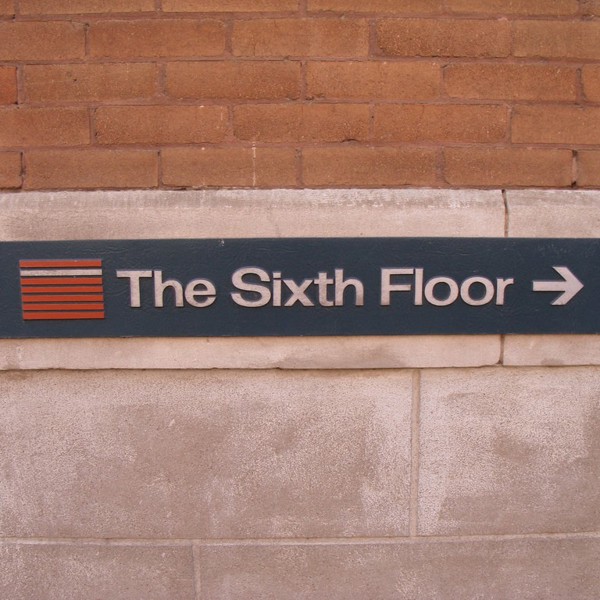 The Sixth Floor →